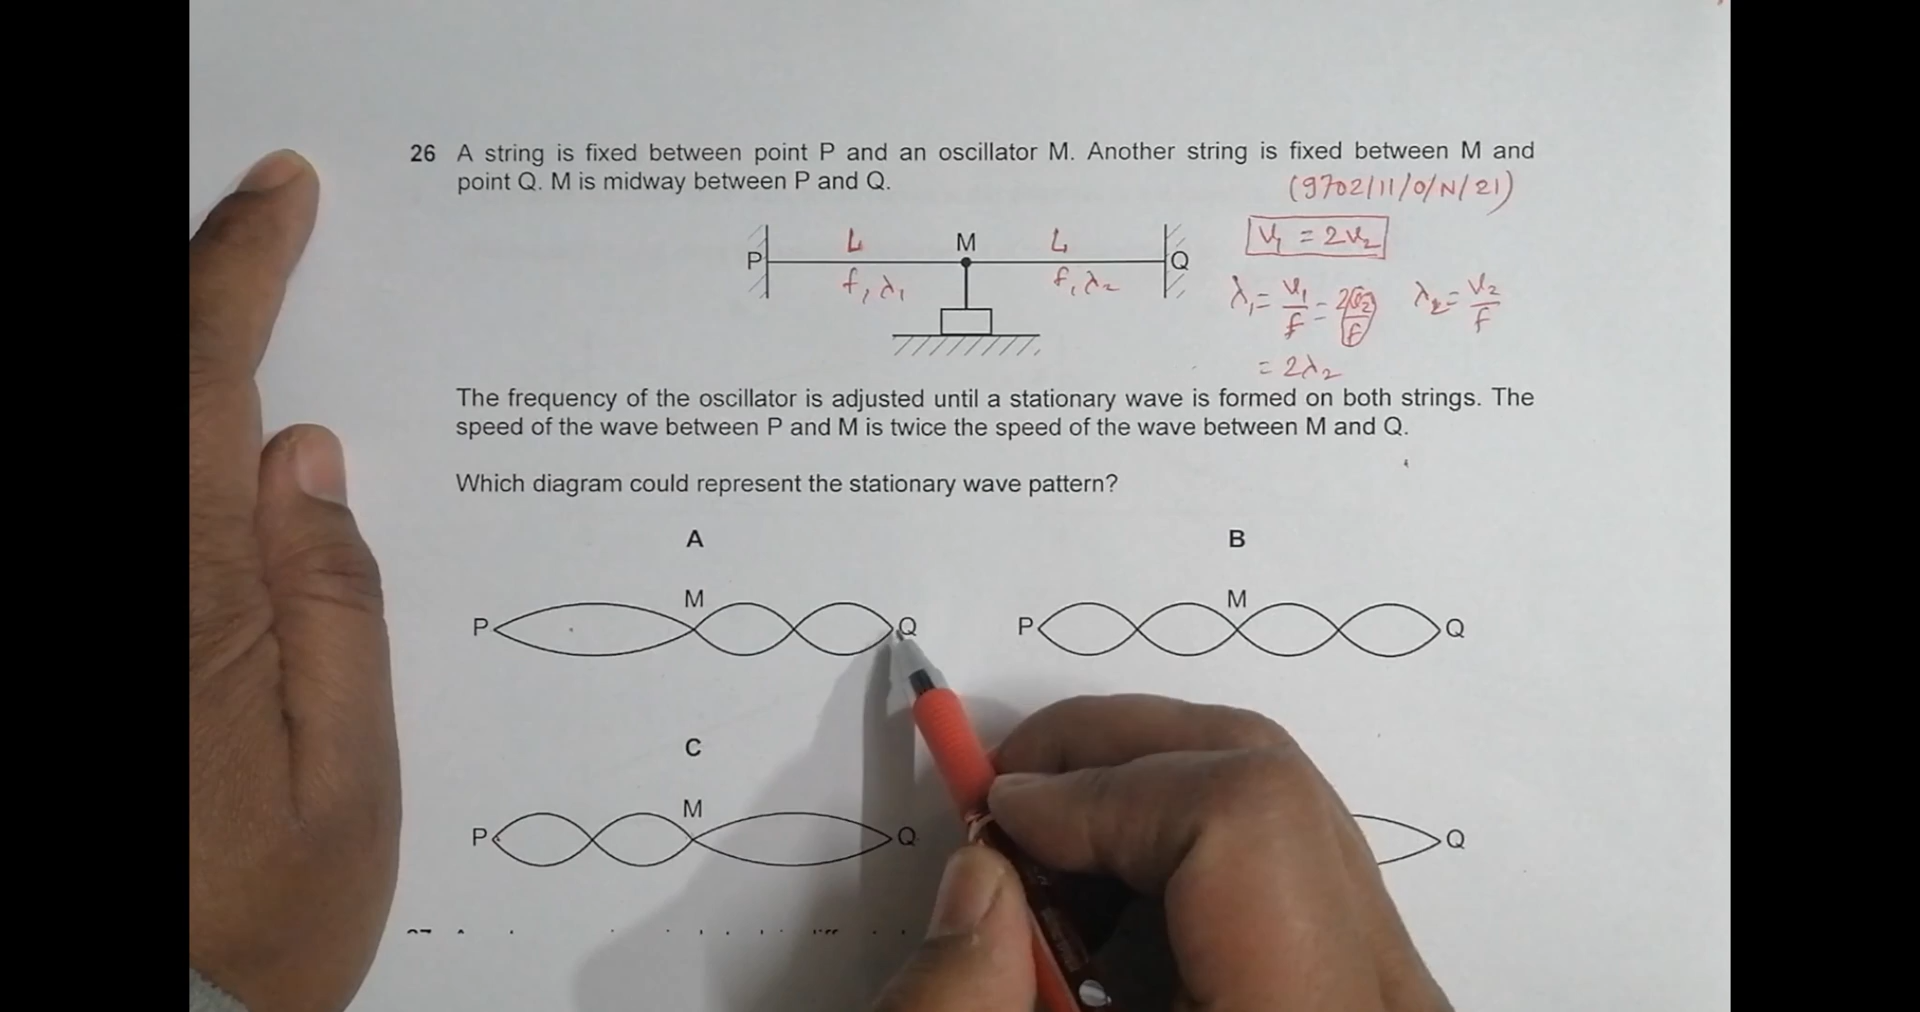 26 A string is fixed between point P and an oscillator M. Another string is fixed between M and
point Q. M is midway between P and Q.
(9702/11/O/N/21)
P L M L Q
f, λ₁ f, λ₂
V₁ = 2V₂
λ₁ = V₁/f = 2V₂/f λ₂ = V₂/f
= 2λ₂
The frequency of the oscillator is adjusted until a stationary wave is formed on both strings. The
speed of the wave between P and M is twice the speed of the wave between M and Q.
Which diagram could represent the stationary wave pattern?
A B
M M
P Q P Q
C
M
P Q Q